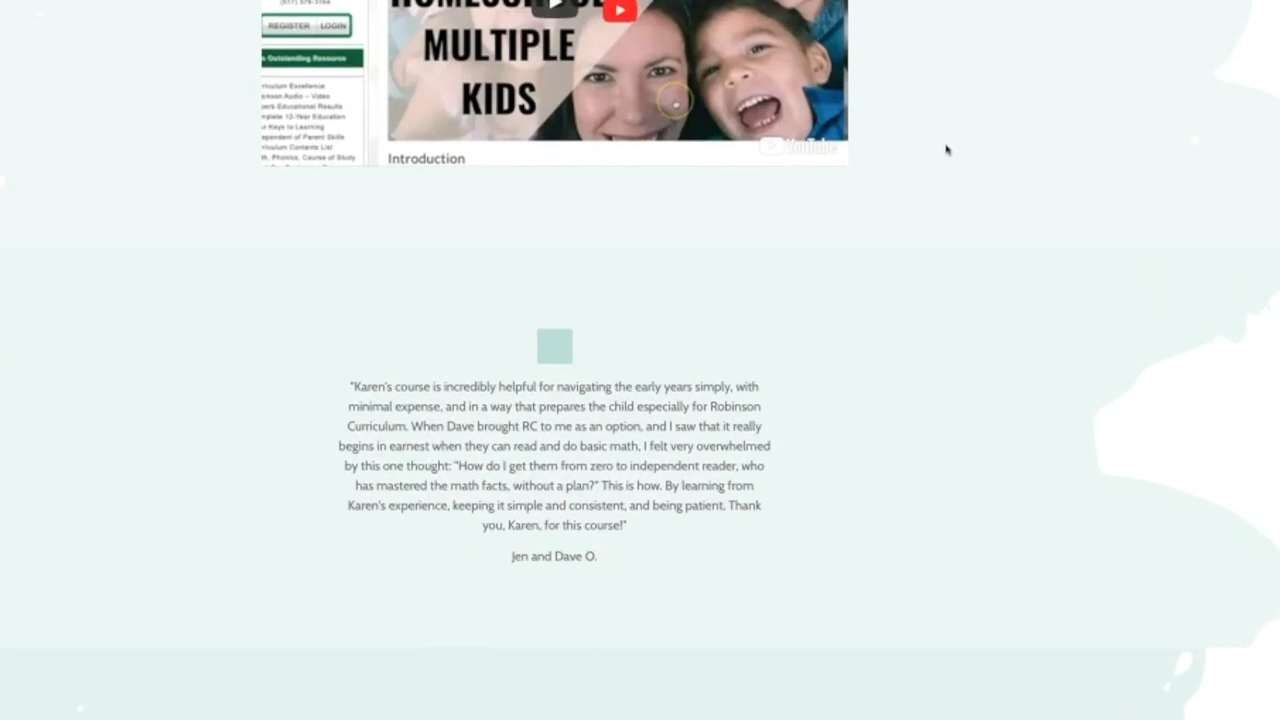 REGISTER LOGIN
Outstanding Resource
MULTIPLE
KIDS
YouTube
Introduction
"Karen's course is incredibly helpful for navigating the early years simply, with
minimal expense, and in a way that prepares the child especially for Robinson
Curriculum. When Dave brought RC to me as an option, and I saw that it really
begins in earnest when they can read and do basic math, I felt very overwhelmed
by this one thought: "How do I get them from zero to independent reader, who
has mastered the math facts, without a plan?" This is how. By learning from
Karen's experience, keeping it simple and consistent, and being patient. Thank
you, Karen, for this course!"
Jen and Dave O.